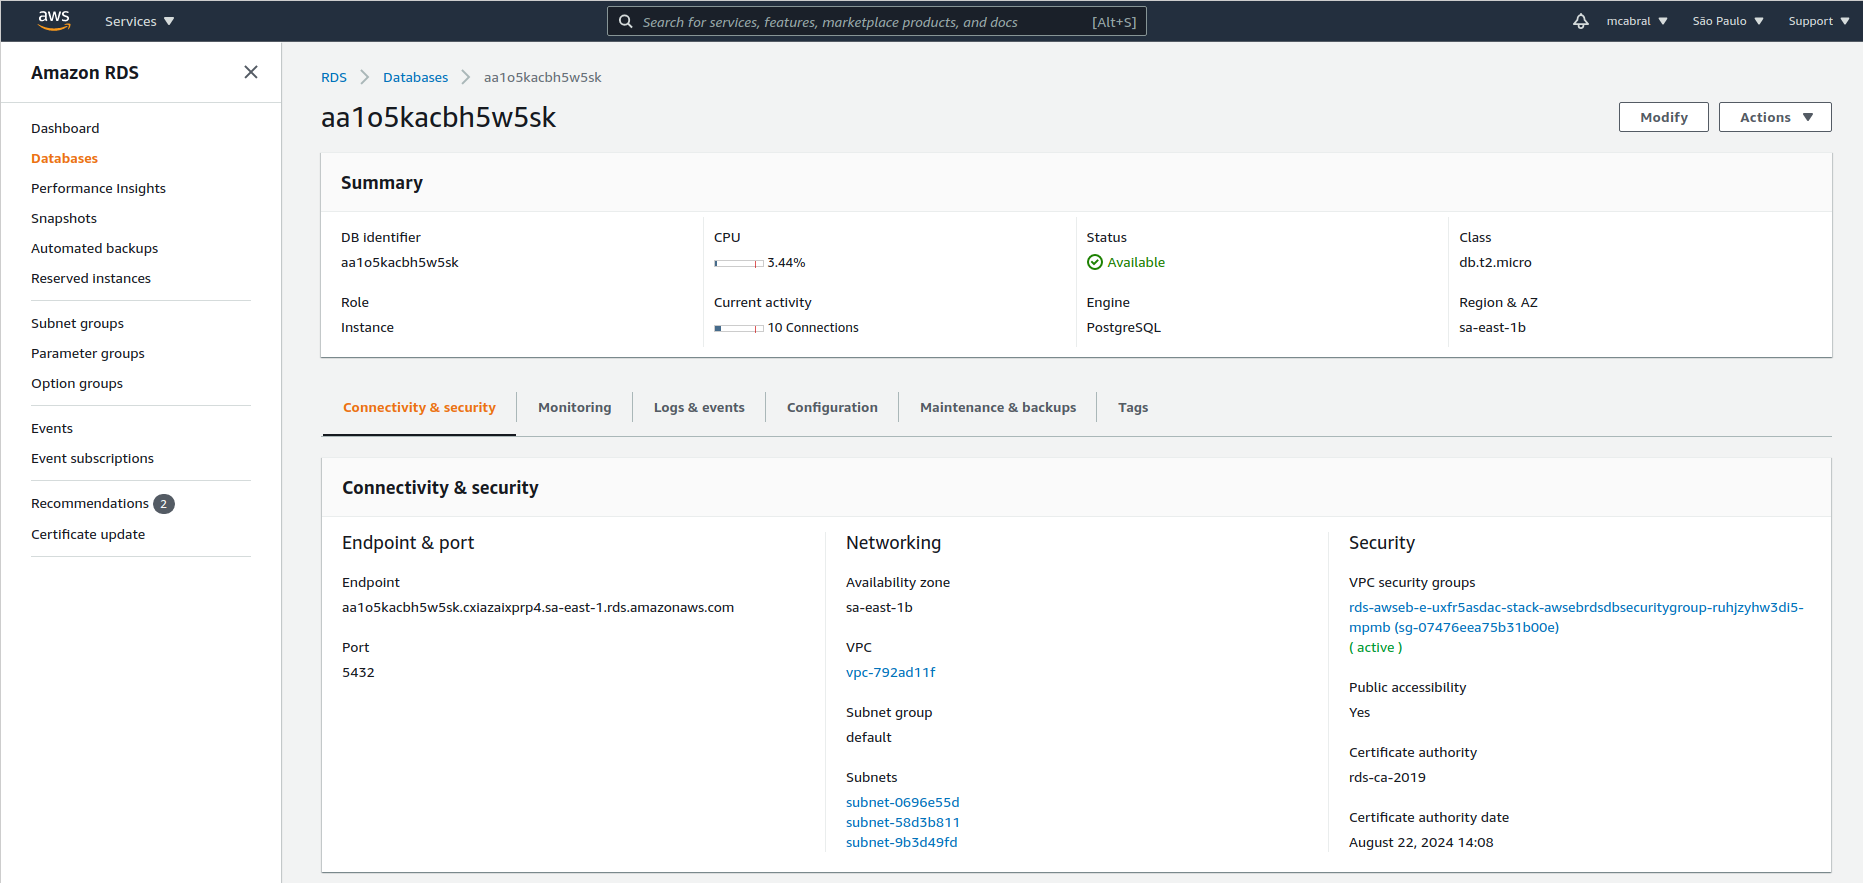 aws
Services
Search for services, features, marketplace products, and docs [Alt+S]
mcabral
São Paulo
Support
Amazon RDS
Dashboard
Databases
Performance Insights
Snapshots
Automated backups
Reserved instances
Subnet groups
Parameter groups
Option groups
Events
Event subscriptions
Recommendations 2
Certificate update
RDS Databases aa1o5kacbh5w5sk
aa1o5kacbh5w5sk
Modify
Actions
Summary
DB identifier
aa1o5kacbh5w5sk
CPU
3.44%
Status
Available
Class
db.t2.micro
Role
Instance
Current activity
10 Connections
Engine
PostgreSQL
Region & AZ
sa-east-1b
Connectivity & security
Monitoring
Logs & events
Configuration
Maintenance & backups
Tags
Connectivity & security
Endpoint & port
Endpoint
aa1o5kacbh5w5sk.cxiazaixprp4.sa-east-1.rds.amazonaws.com
Port
5432
Networking
Availability zone
sa-east-1b
VPC
vpc-792ad11f
Subnet group
default
Subnets
subnet-0696e55d
subnet-58d3b811
subnet-9b3d49fd
Security
VPC security groups
rds-awseb-e-uxfr5asdac-stack-awsebrdsdbsecuritygroup-ruhjzyhw3di5-
mpmb (sg-07476eea75b31b00e)
( active )
Public accessibility
Yes
Certificate authority
rds-ca-2019
Certificate authority date
August 22, 2024 14:08